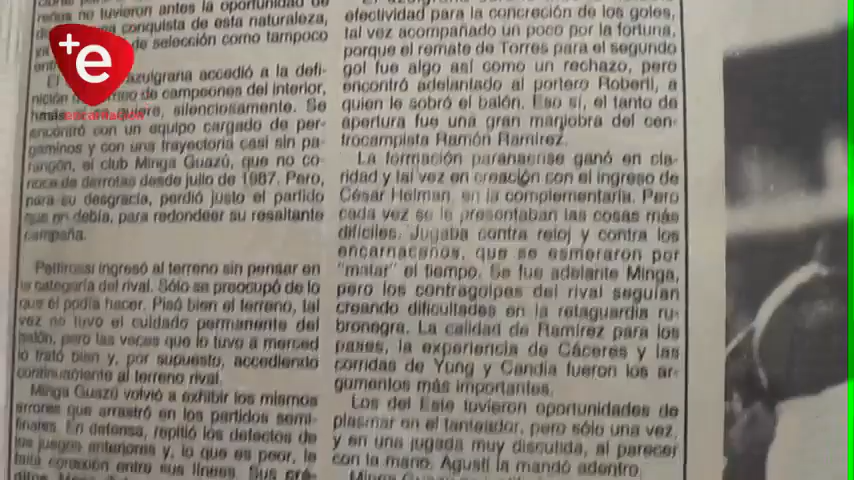 reñas no tuvieron antes la oportunidad de
conquista de esta naturaleza,
de selección como tampoco
azulgrana accedió a la defi-
nición de campeones del interior,
silenciosamente. Se
encontró con un equipo cargado de per-
gaminos y con una trayectoria casi sin pa-
rangón, el club Minga Guazú, que no co-
noca de derrotas desde julio de 1987. Pero,
para su desgracia, perdió justo el partido
que no debía, para redondear su resaltante
campaña.
Pettirossi ingresó al terreno sin pensar en
la categoría del rival. Sólo se preocupó de lo
que él podía hacer. Pisó bien el terreno, tal
vez no tuvo el cuidado permanente del
balón, pero las veces que lo tuvo a merced
lo trató bien y, por supuesto, accediendo
continuamente al terreno rival.
Minga Guazú volvió a exhibir los mismos
errores que arrastró en los partidos semi-
finales. En defensa, repitió los defectos de
los juegos anteriores y, lo que es peor, le
faltó conexión entre sus líneas. Sus
efectividad para la concreción de los goles,
tal vez acompañado un poco por la fortuna,
porque el remate de Torres para el segundo
gol fue algo así como un rechazo, pero
encontró adelantado al portero Roberti, a
quien le sobró el balón. Eso sí, el tanto de
apertura fue una gran maniobra del cen-
trocampista Ramón Ramírez.
La formación paranaense ganó en cla-
ridad y tal vez en creación con el ingreso de
César Helman, en la complementaria. Pero
cada vez se le presentaban las cosas más
difíciles. Jugaba contra reloj y contra los
encarnacenos, que se esmeraron por
"matar" el tiempo. Se fue adelante Minga,
pero los contragolpes del rival seguían
creando dificultades en la retaguardia ru-
bronegra. La calidad de Ramírez para los
pases, la experiencia de Cáceres y las
corridas de Yung y Candia fueron los ar-
gumentos más importantes.
Los del Este tuvieron oportunidades de
plasmar en el tanteador, pero sólo una vez,
y en una jugada muy discutida, al parecer
con la mano, Agustí la mandó adentro.
+e
masencarnacion